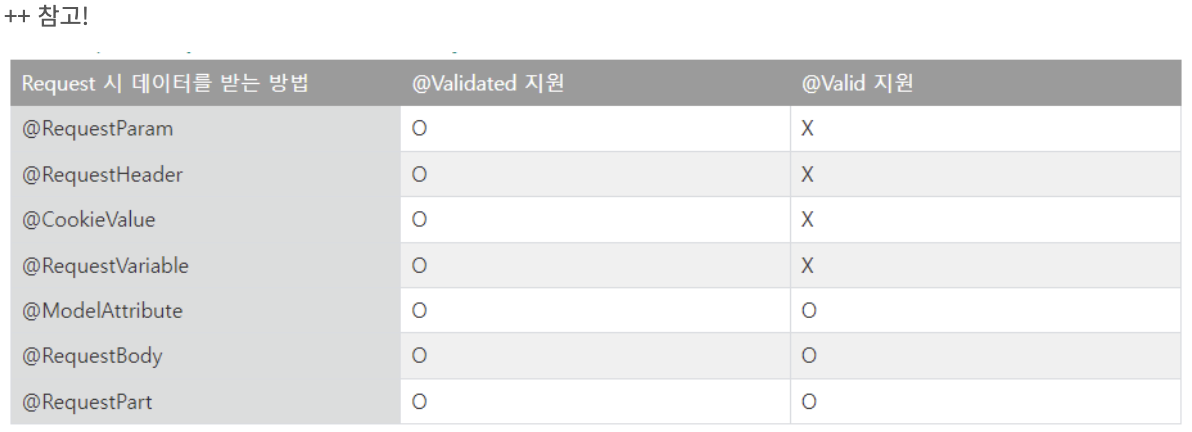 ++ 참고!
Request 시 데이터를 받는 방법 @Validated 지원 @Valid 지원
@RequestParam O X
@RequestHeader O X
@CookieValue O X
@RequestVariable O X
@ModelAttribute O O
@RequestBody O O
@RequestPart O O